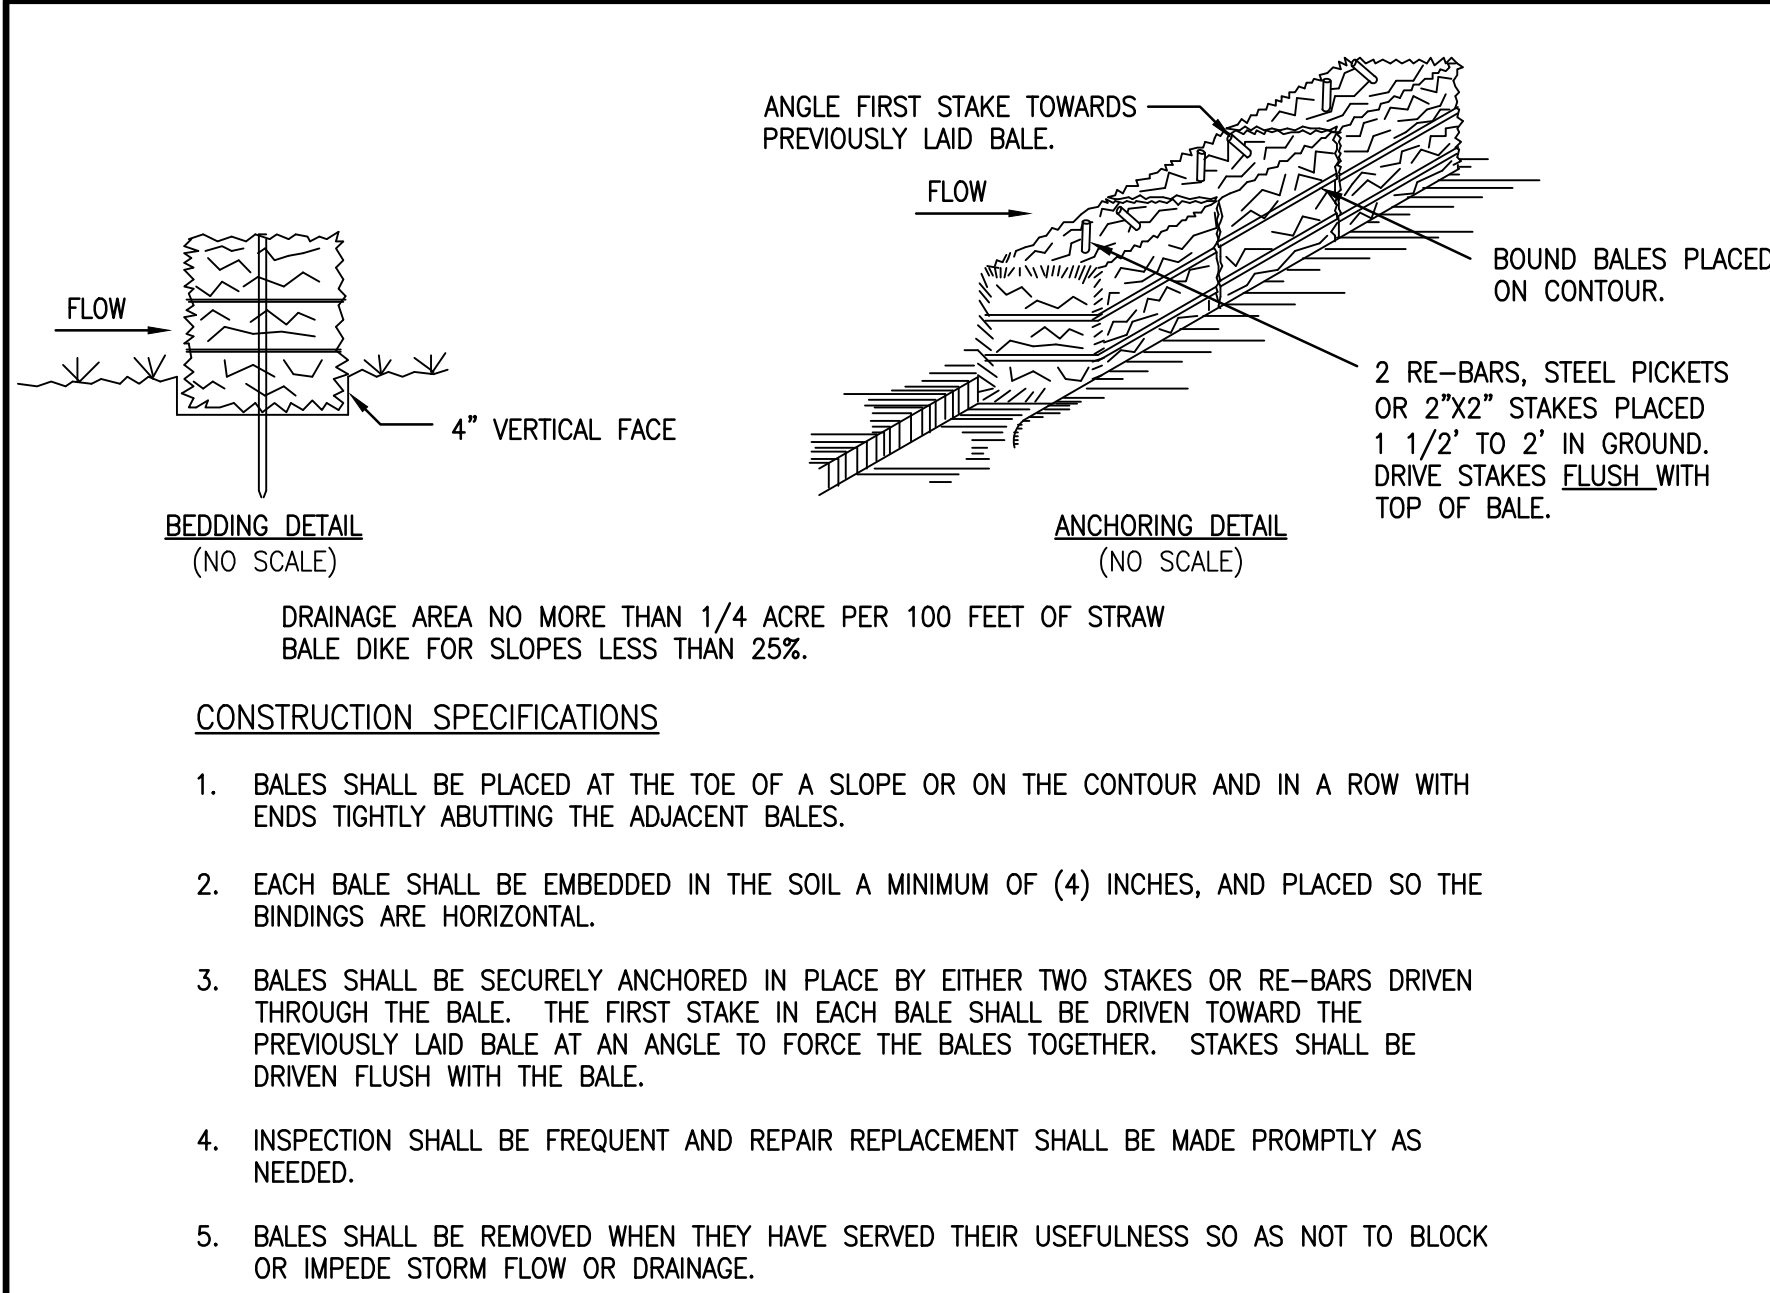 ANGLE FIRST STAKE TOWARDS
PREVIOUSLY LAID BALE.
FLOW
BOUND BALES PLACED
ON CONTOUR.
FLOW
2 RE-BARS, STEEL PICKETS
OR 2"X2" STAKES PLACED
1 1/2' TO 2' IN GROUND.
DRIVE STAKES FLUSH WITH
TOP OF BALE.
4" VERTICAL FACE
BEDDING DETAIL
(NO SCALE)
ANCHORING DETAIL
(NO SCALE)
DRAINAGE AREA NO MORE THAN 1/4 ACRE PER 100 FEET OF STRAW
BALE DIKE FOR SLOPES LESS THAN 25%.
CONSTRUCTION SPECIFICATIONS
1. BALES SHALL BE PLACED AT THE TOE OF A SLOPE OR ON THE CONTOUR AND IN A ROW WITH
ENDS TIGHTLY ABUTTING THE ADJACENT BALES.
2. EACH BALE SHALL BE EMBEDDED IN THE SOIL A MINIMUM OF (4) INCHES, AND PLACED SO THE
BINDINGS ARE HORIZONTAL.
3. BALES SHALL BE SECURELY ANCHORED IN PLACE BY EITHER TWO STAKES OR RE-BARS DRIVEN
THROUGH THE BALE. THE FIRST STAKE IN EACH BALE SHALL BE DRIVEN TOWARD THE
PREVIOUSLY LAID BALE AT AN ANGLE TO FORCE THE BALES TOGETHER. STAKES SHALL BE
DRIVEN FLUSH WITH THE BALE.
4. INSPECTION SHALL BE FREQUENT AND REPAIR REPLACEMENT SHALL BE MADE PROMPTLY AS
NEEDED.
5. BALES SHALL BE REMOVED WHEN THEY HAVE SERVED THEIR USEFULNESS SO AS NOT TO BLOCK
OR IMPEDE STORM FLOW OR DRAINAGE.